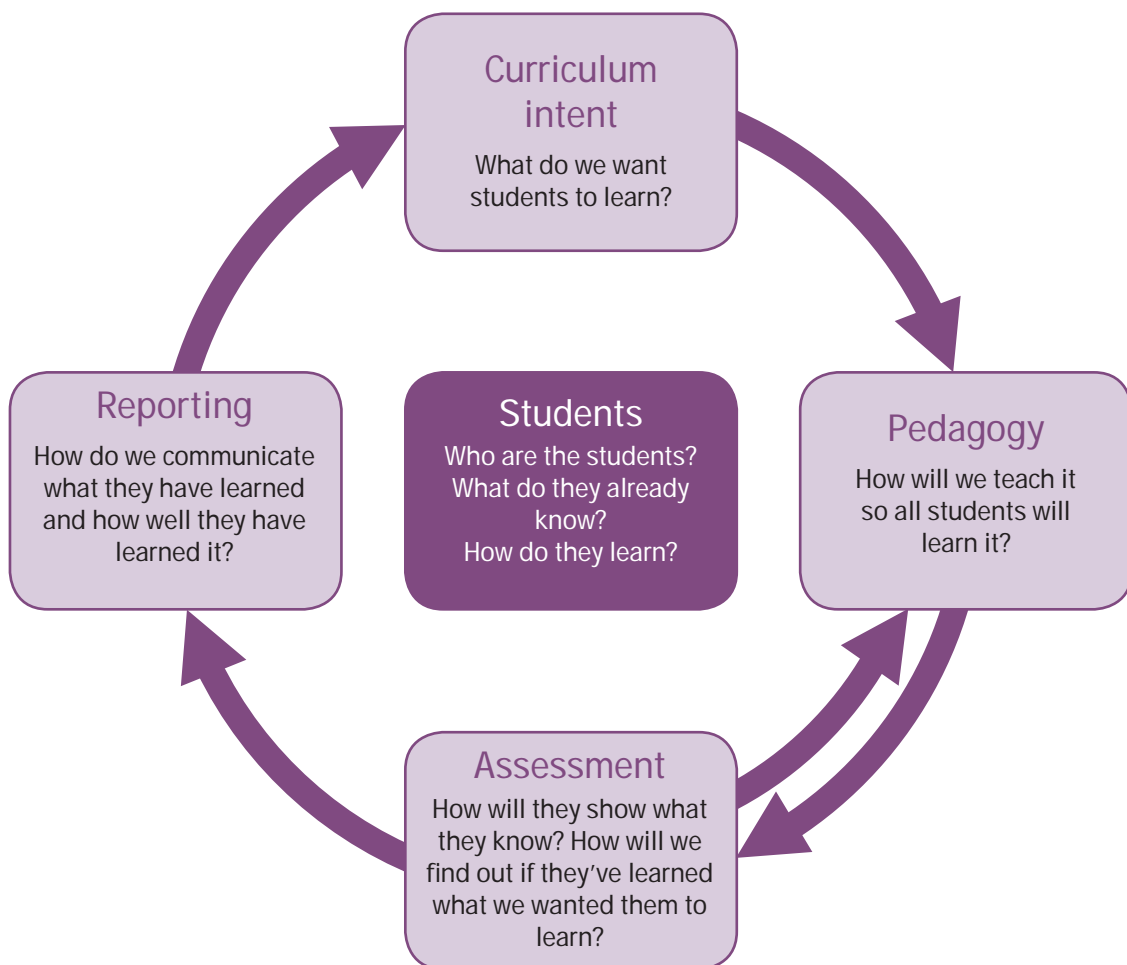 Curriculum
intent
What do we want
students to learn?
Reporting
How do we communicate
what they have learned
and how well they have
learned it?
Students
Who are the students?
What do they already
know?
How do they learn?
Pedagogy
How will we teach it
so all students will
learn it?
Assessment
How will they show what
they know? How will we
find out if they’ve learned
what we wanted them to
learn?